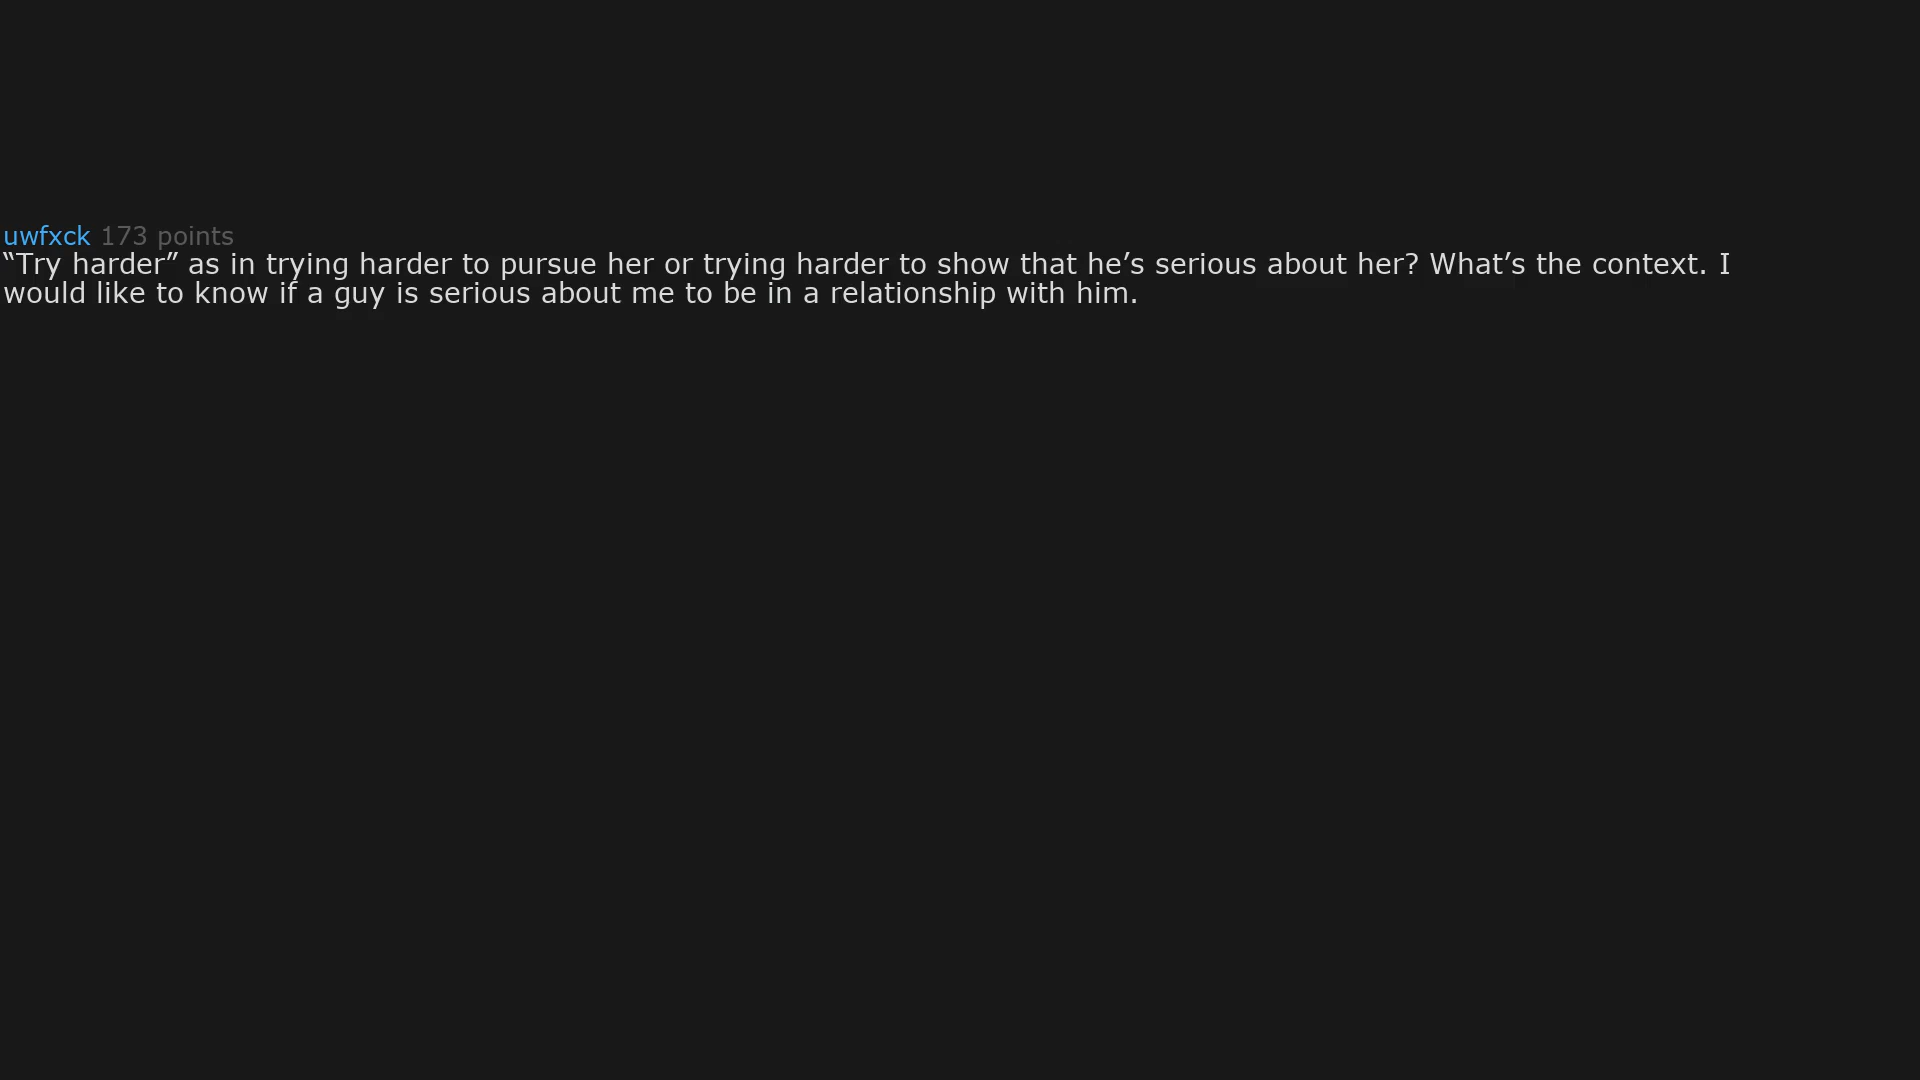 uwfxck 173 points
“Try harder” as in trying harder to pursue her or trying harder to show that he’s serious about her? What’s the context. I
would like to know if a guy is serious about me to be in a relationship with him.